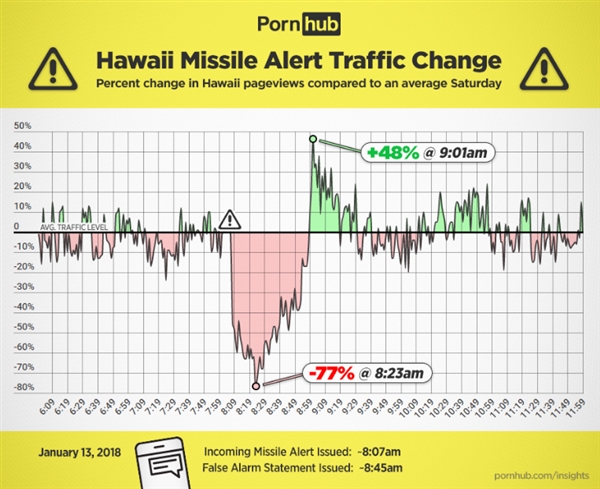 Pornhub
Hawaii Missile Alert Traffic Change
Percent change in Hawaii pageviews compared to an average Saturday
50%
40%
+48% @ 9:01am
30%
20%
10%
AVG. TRAFFIC LEVEL
0
-10%
-20%
-30%
-40%
-50%
-60%
-70%
-77% @ 8:23am
-80%
6:09 6:19 6:29 6:39 6:49 6:59 7:09 7:19 7:29 7:39 7:49 7:59 8:09 8:19 8:29 8:39 8:49 8:59 9:09 9:19 9:29 9:39 9:49 9:59 10:09 10:19 10:29 10:39 10:49 10:59 11:09 11:19 11:29 11:39 11:49 11:59
January 13, 2018
Incoming Missile Alert Issued: ~8:07am
False Alarm Statement Issued: ~8:45am
pornhub.com/insights